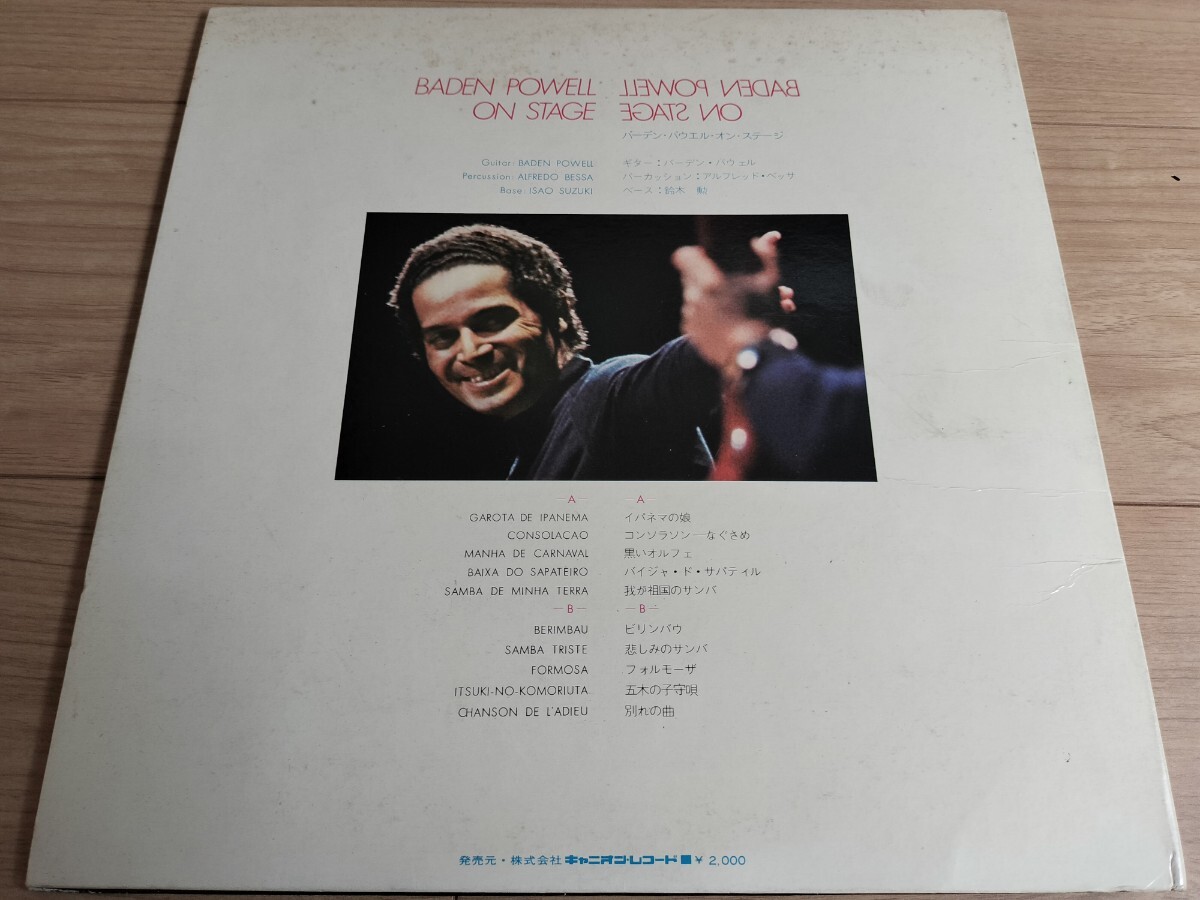 BADEN POWELL
ON STAGE
BADEN POWELL
ON STAGE
バーデン・パウエル・オン・ステージ
Guitar: BADEN POWELL
Percussion: ALFREDO BESSA
Base: ISAO SUZUKI
ギター：バーデン・パウェル
パーカッション：アルフレッド・ベッサ
ベース：鈴木 勲
—A—
GAROTA DE IPANEMA
CONSOLACAO
MANHA DE CARNAVAL
BAIXA DO SAPATEIRO
SAMBA DE MINHA TERRA
—B—
BERIMBAU
SAMBA TRISTE
FORMOSA
ITSUKI-NO-KOMORIUTA
CHANSON DE L'ADIEU
—A—
イパネマの娘
コンソラソン—なぐさめ
黒いオルフェ
バイジャ・ド・サパティル
我が祖国のサンバ
—B—
ビリンバウ
悲しみのサンバ
フォルモーザ
五木の子守唄
別れの曲
発売元・株式会社 キャニオン・レコード ¥ 2,000